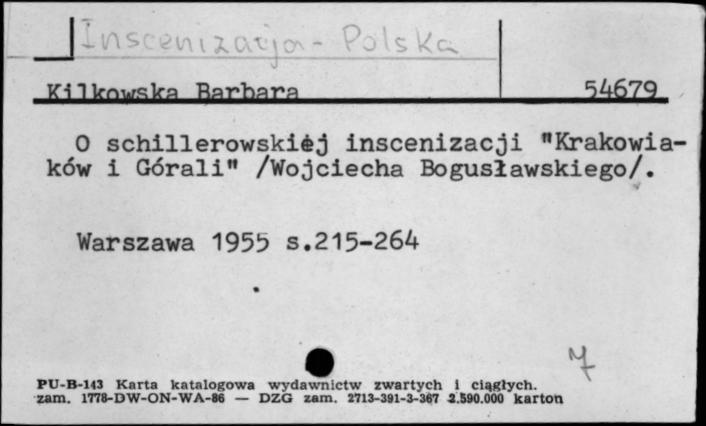 Inscenizacja - Polska
Kilkowska Barbara 54679
O schillerowskiej inscenizacji "Krakowia-
ków i Górali" /Wojciecha Bogusławskiego/.
Warszawa 1955 s.215-264
PU-B-143 Karta katalogowa wydawnictw zwartych i ciągłych.
zam. 1778-DW-ON-WA-86 — DZG zam. 2713-391-3-367 2.590.000 karton